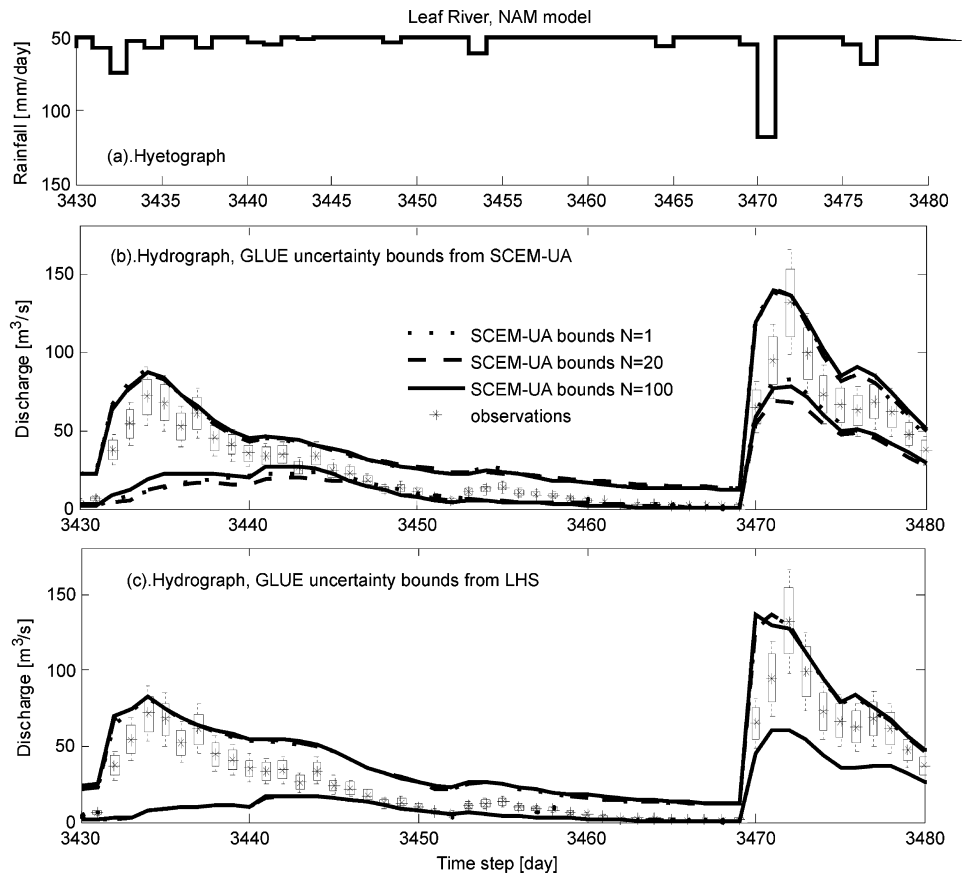 Leaf River, NAM model
Rainfall [mm/day]
50
100
150
(a).Hyetograph
3430 3435 3440 3445 3450 3455 3460 3465 3470 3475 3480
Discharge [m³/s]
150
100
50
0
(b).Hydrograph, GLUE uncertainty bounds from SCEM-UA
SCEM-UA bounds N=1
SCEM-UA bounds N=20
SCEM-UA bounds N=100
observations
3430 3440 3450 3460 3470 3480
Discharge [m³/s]
150
100
50
0
(c).Hydrograph, GLUE uncertainty bounds from LHS
3430 3440 3450 3460 3470 3480
Time step [day]